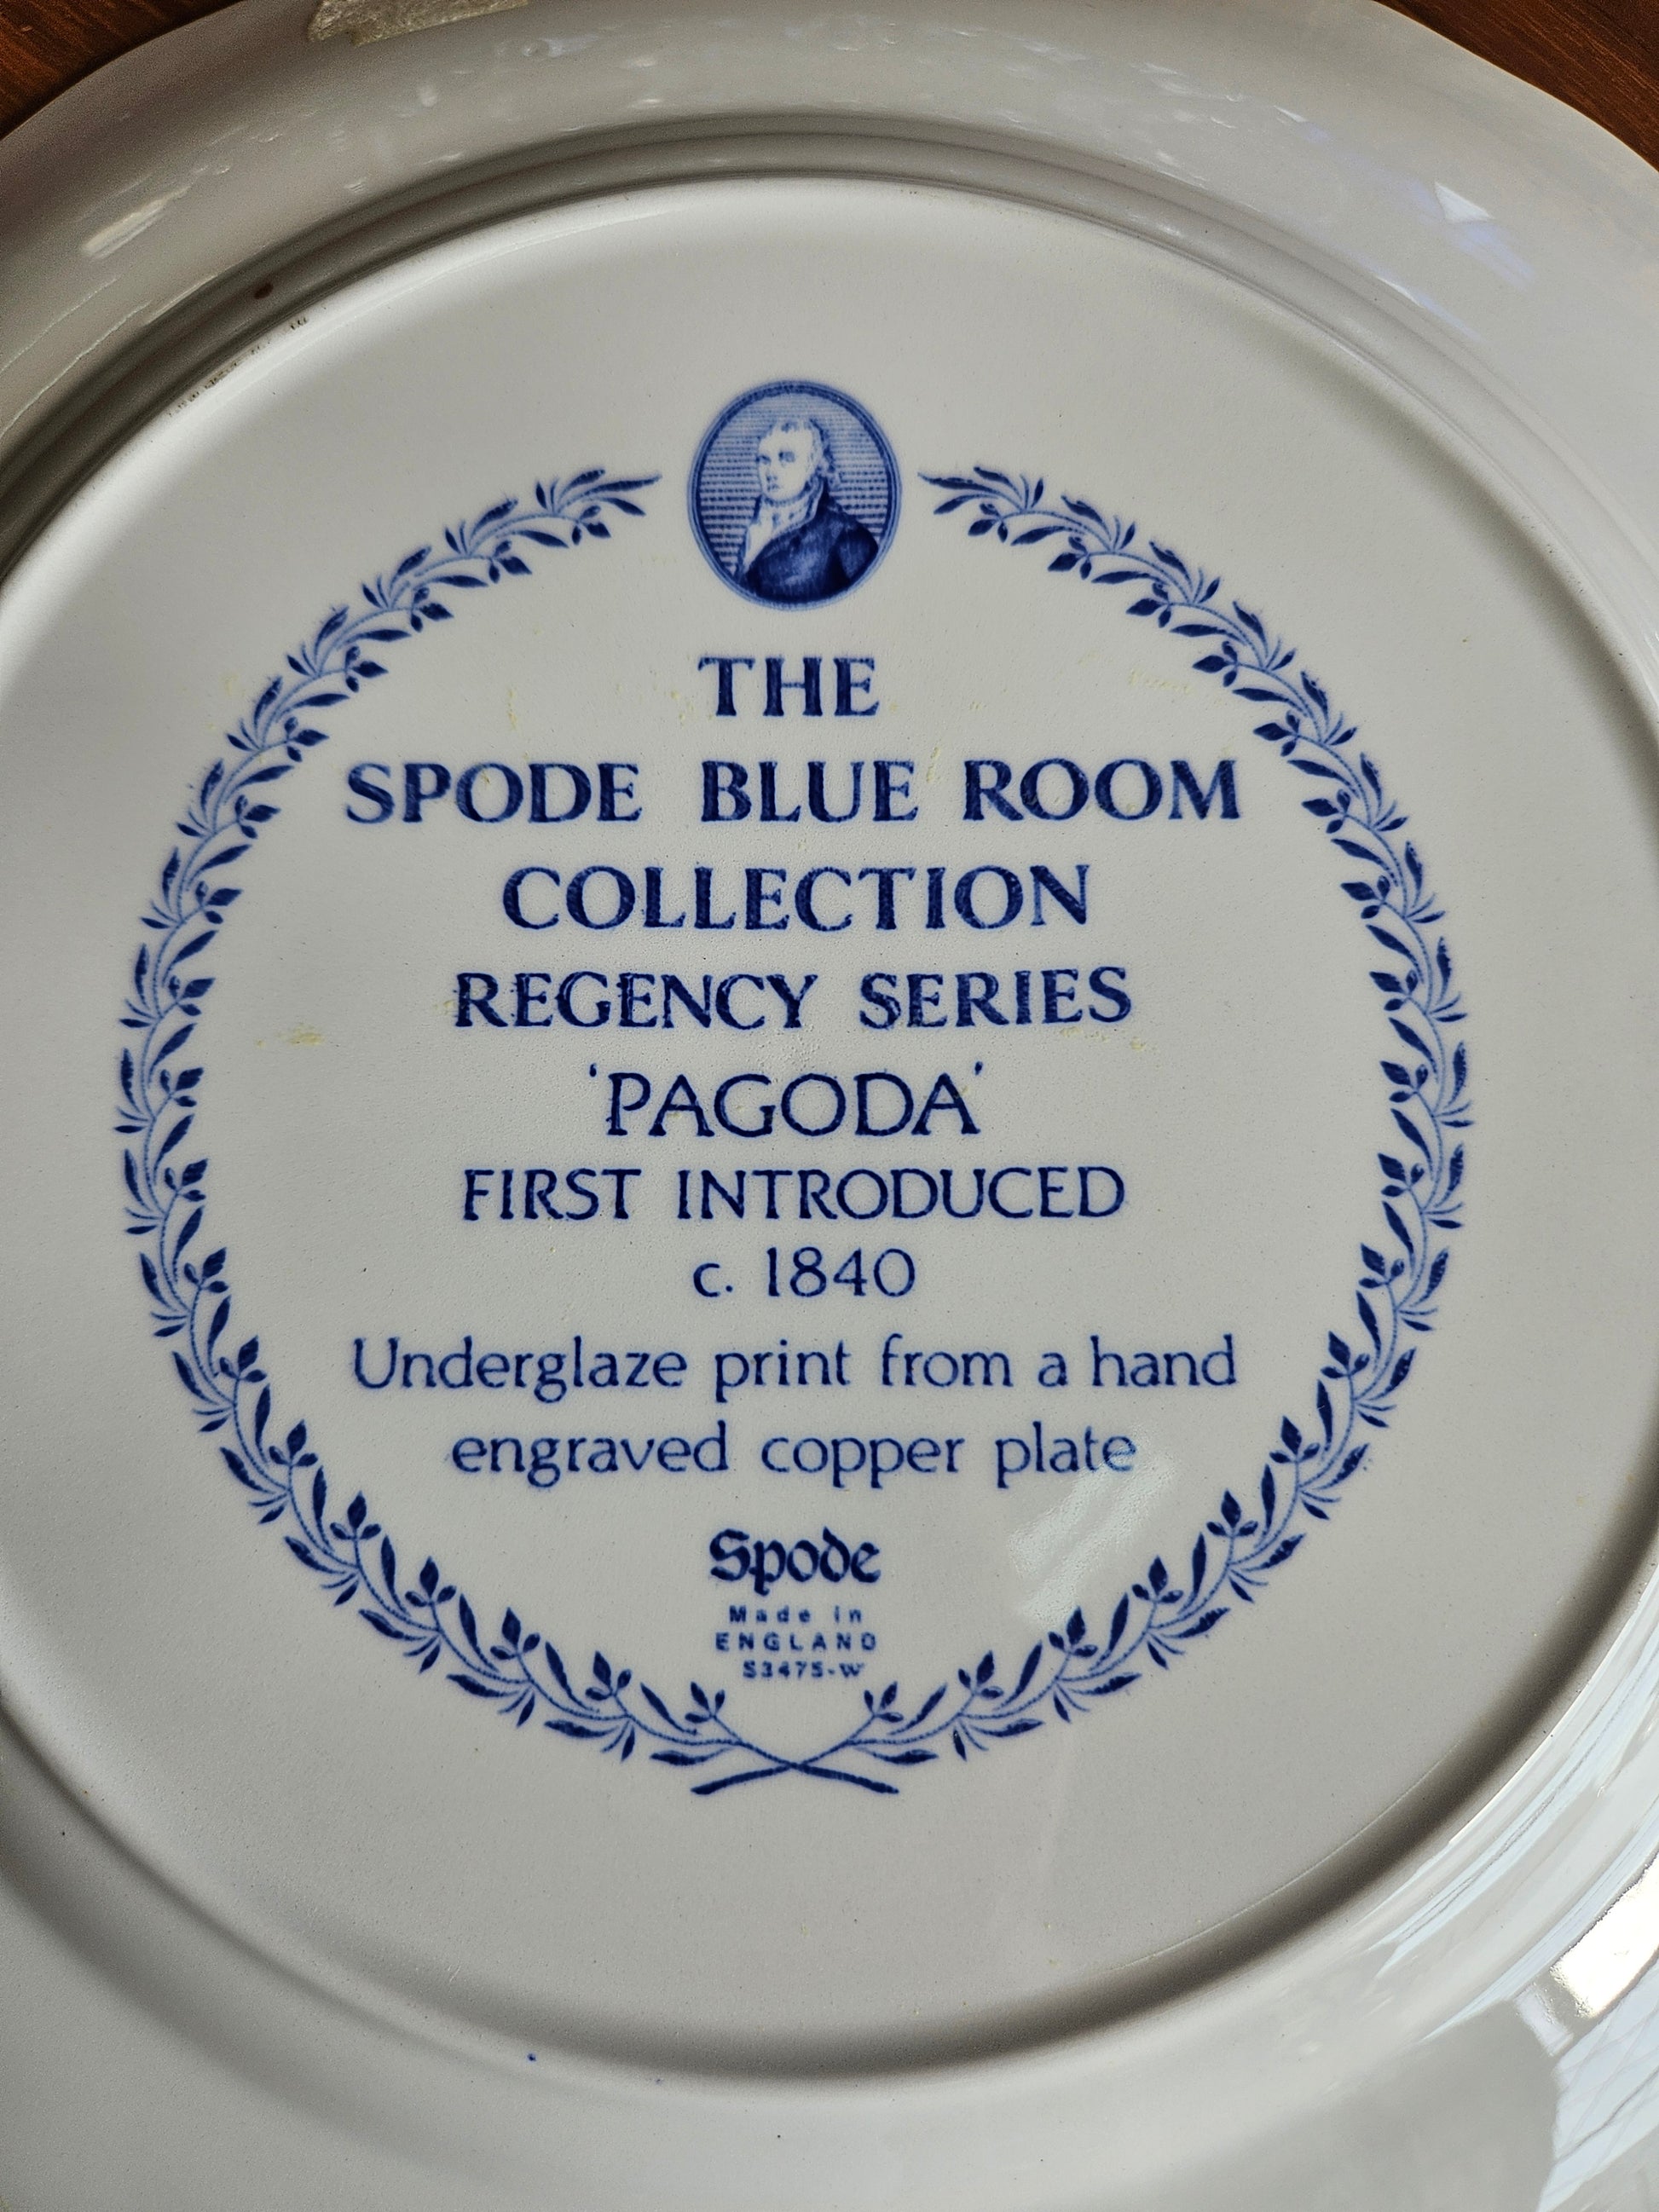 THE
SPODE BLUE ROOM
COLLECTION
REGENCY SERIES
'PAGODA'
FIRST INTRODUCED
c. 1840
Underglaze print from a hand
engraved copper plate
Spode
Made in
ENGLAND
S3475-W